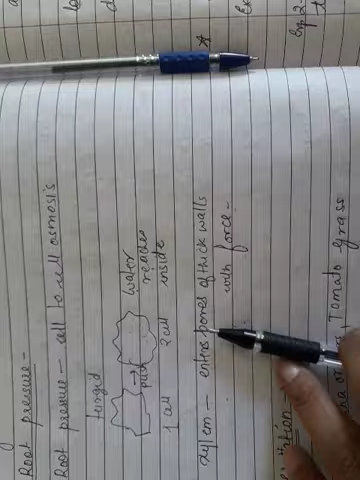 Root pressure -
Root pressure - cell to cell osmosis
turgid
push
Water
reaches
inside
1 cell 2 cell
Xylem - enters pores of thick walls
with force -
Tomato grass